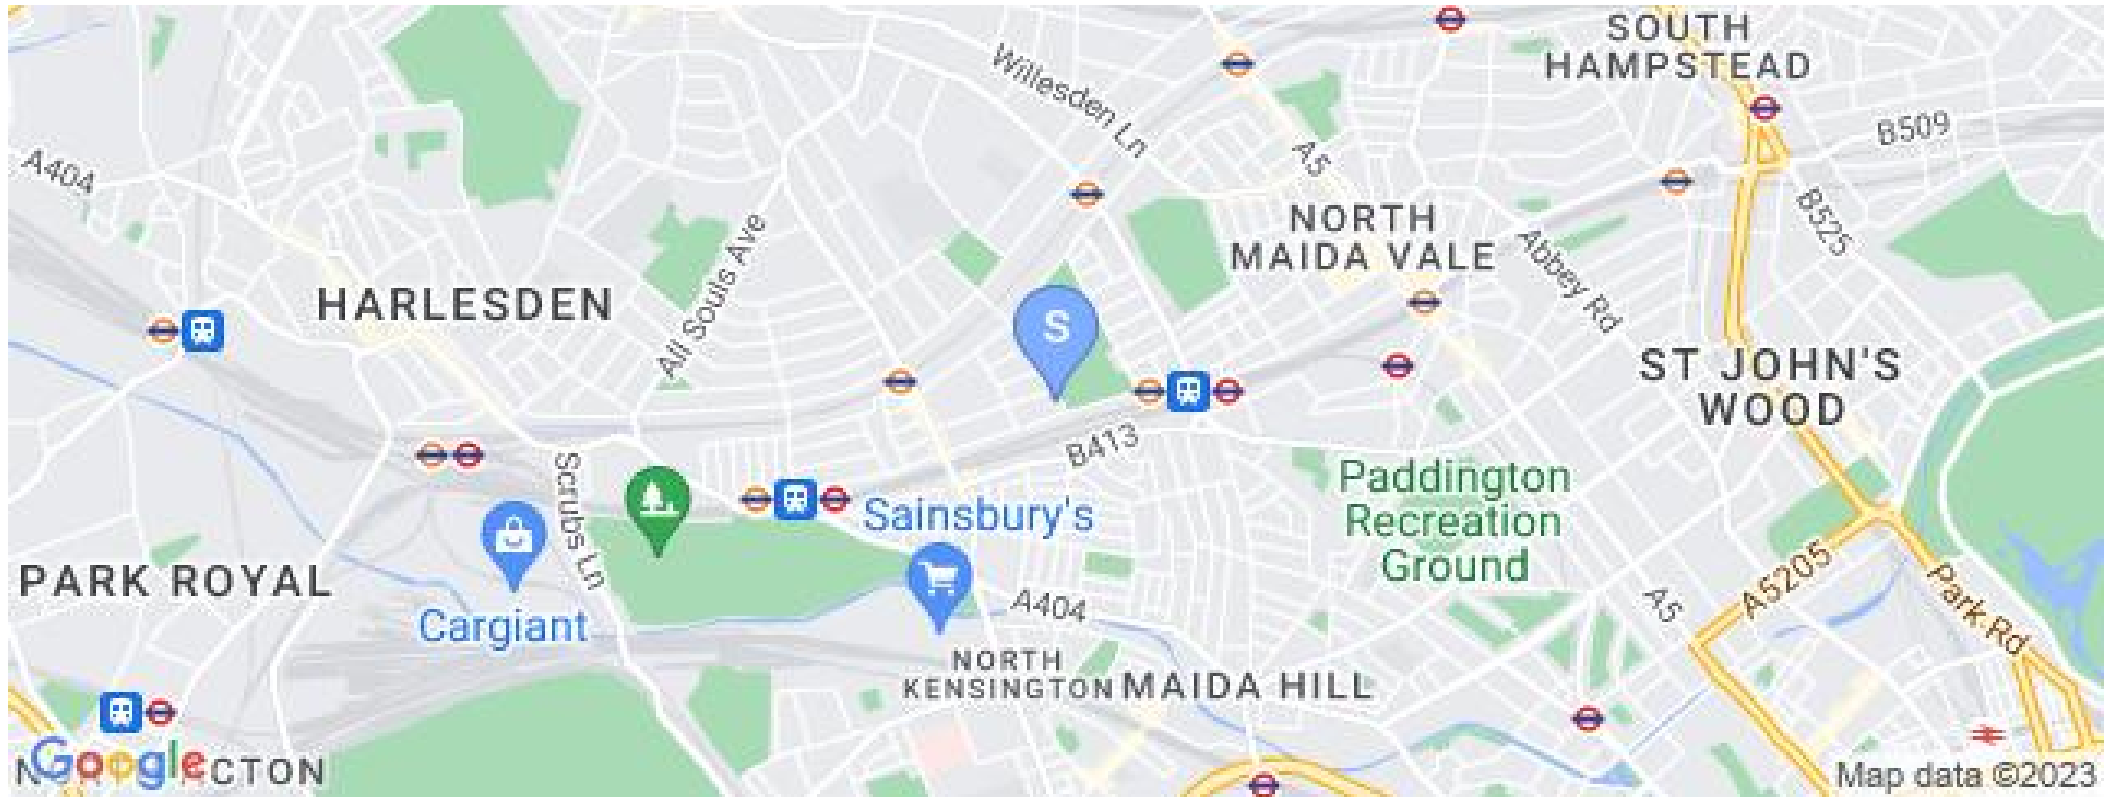 SOUTH
HAMPSTEAD
Willesden Ln
A5
B509
A404
B525
NORTH
MAIDA VALE
Abbey Rd
All Souls Ave
HARLESDEN
S
ST JOHN'S
WOOD
B413
Scrubs Ln
Paddington
Recreation
Ground
Sainsbury's
PARK ROYAL
Cargiant
A404
A5
A5205
Park Rd
NORTH
KENSINGTON
MAIDA HILL
Google
CTON
Map data ©2023